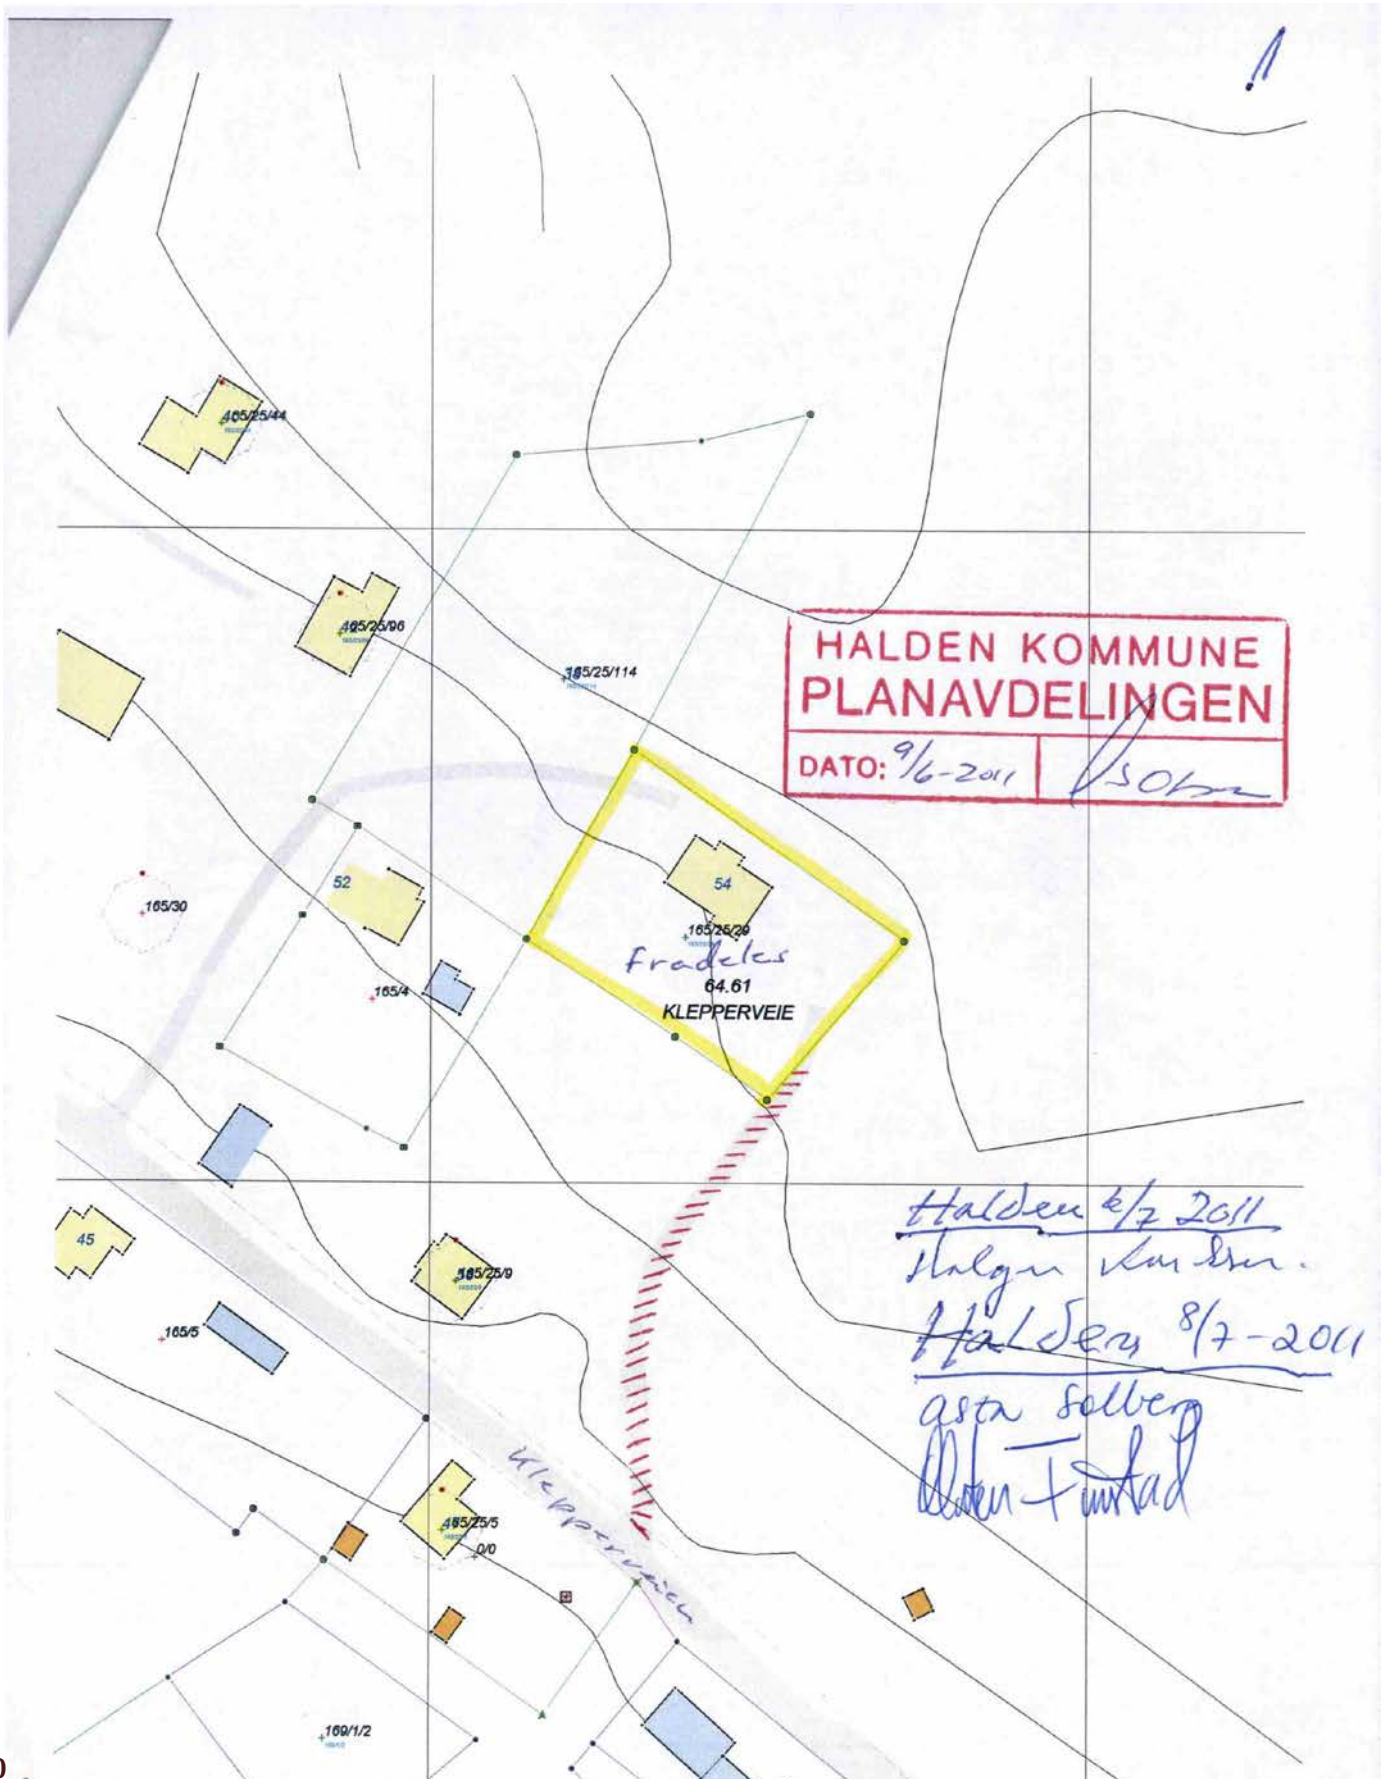 165/25/44
165/25/96
165/25/114
HALDEN KOMMUNE
PLANAVDELINGEN
DATO: 9/6-2011
52
54
165/30
165/25/29
Fradeles
64.61
KLEPPERVEIE
165/4
Halden 6/7 2011
45
165/25/9
165/5
Halden 8/7-2011
Asta Solberg
Klepperveien
165/25/5
0/0
169/1/2